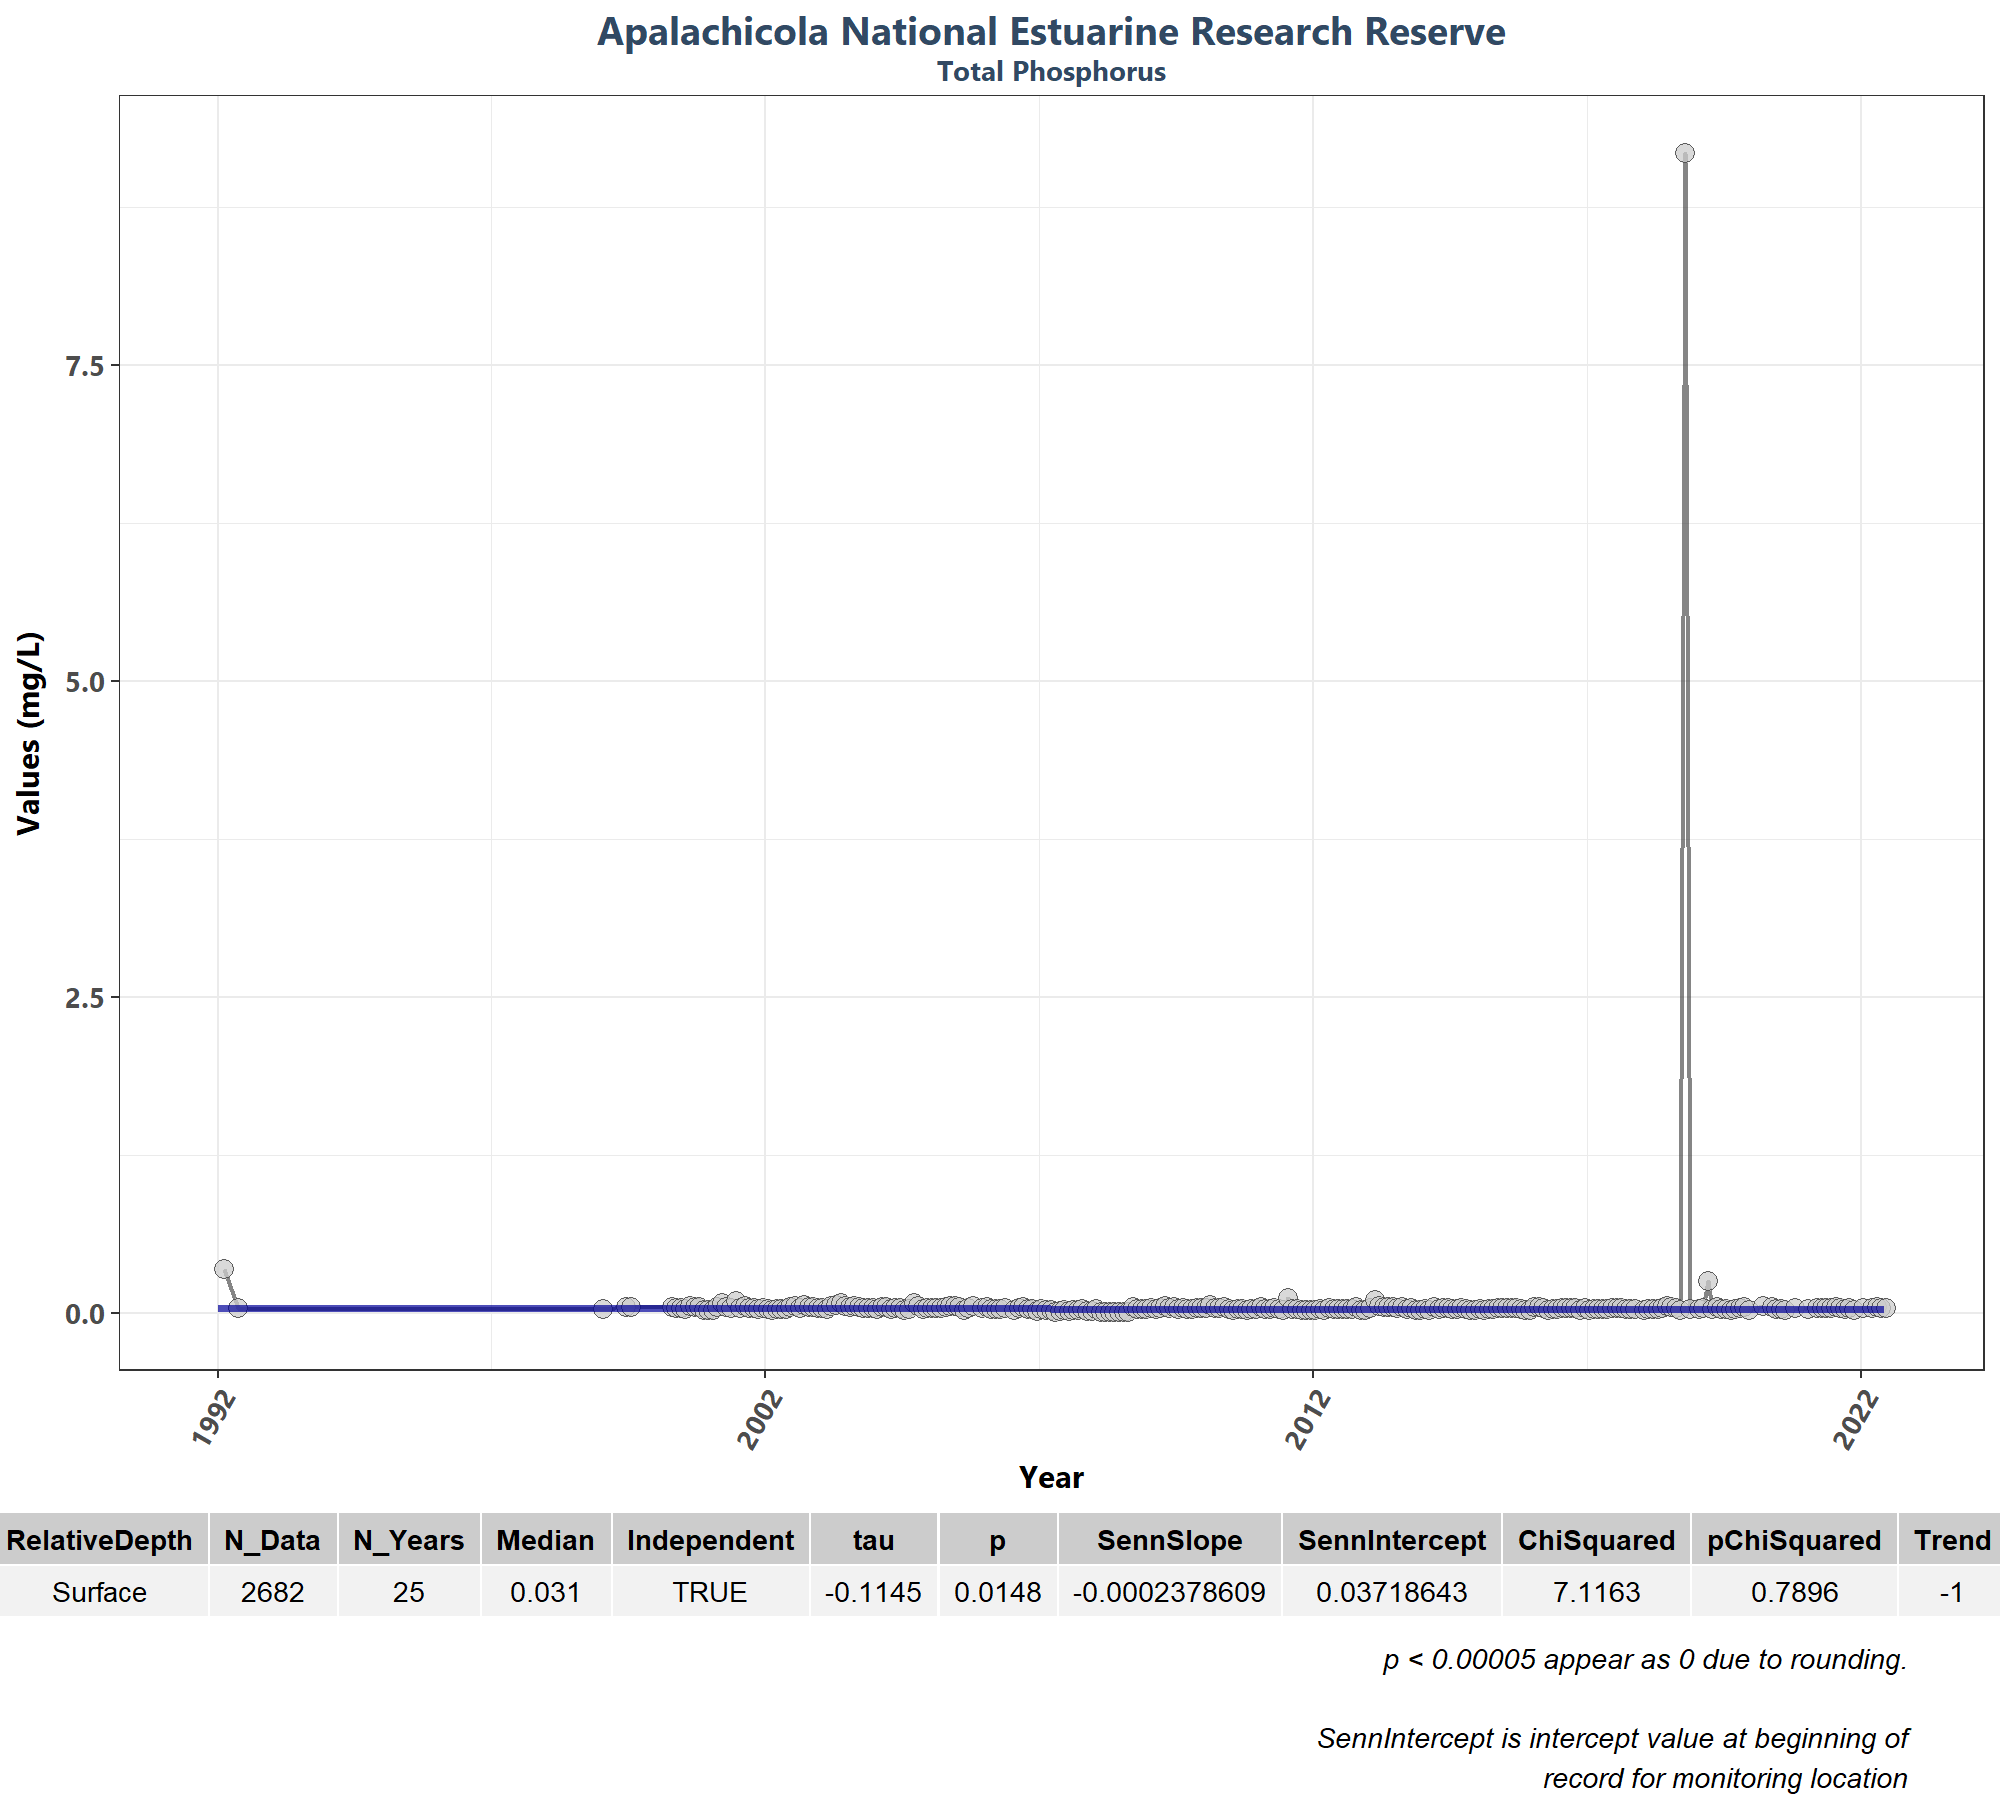 Apalachicola National Estuarine Research Reserve
Total Phosphorus
Values (mg/L)
7.5
5.0
2.5
0.0
1992
2002
2012
2022
Year
RelativeDepth N_Data N_Years Median Independent tau p SennSlope SennIntercept ChiSquared pChiSquared Trend
Surface 2682 25 0.031 TRUE -0.1145 0.0148 -0.0002378609 0.03718643 7.1163 0.7896 -1
p < 0.00005 appear as 0 due to rounding.
SennIntercept is intercept value at beginning of
record for monitoring location